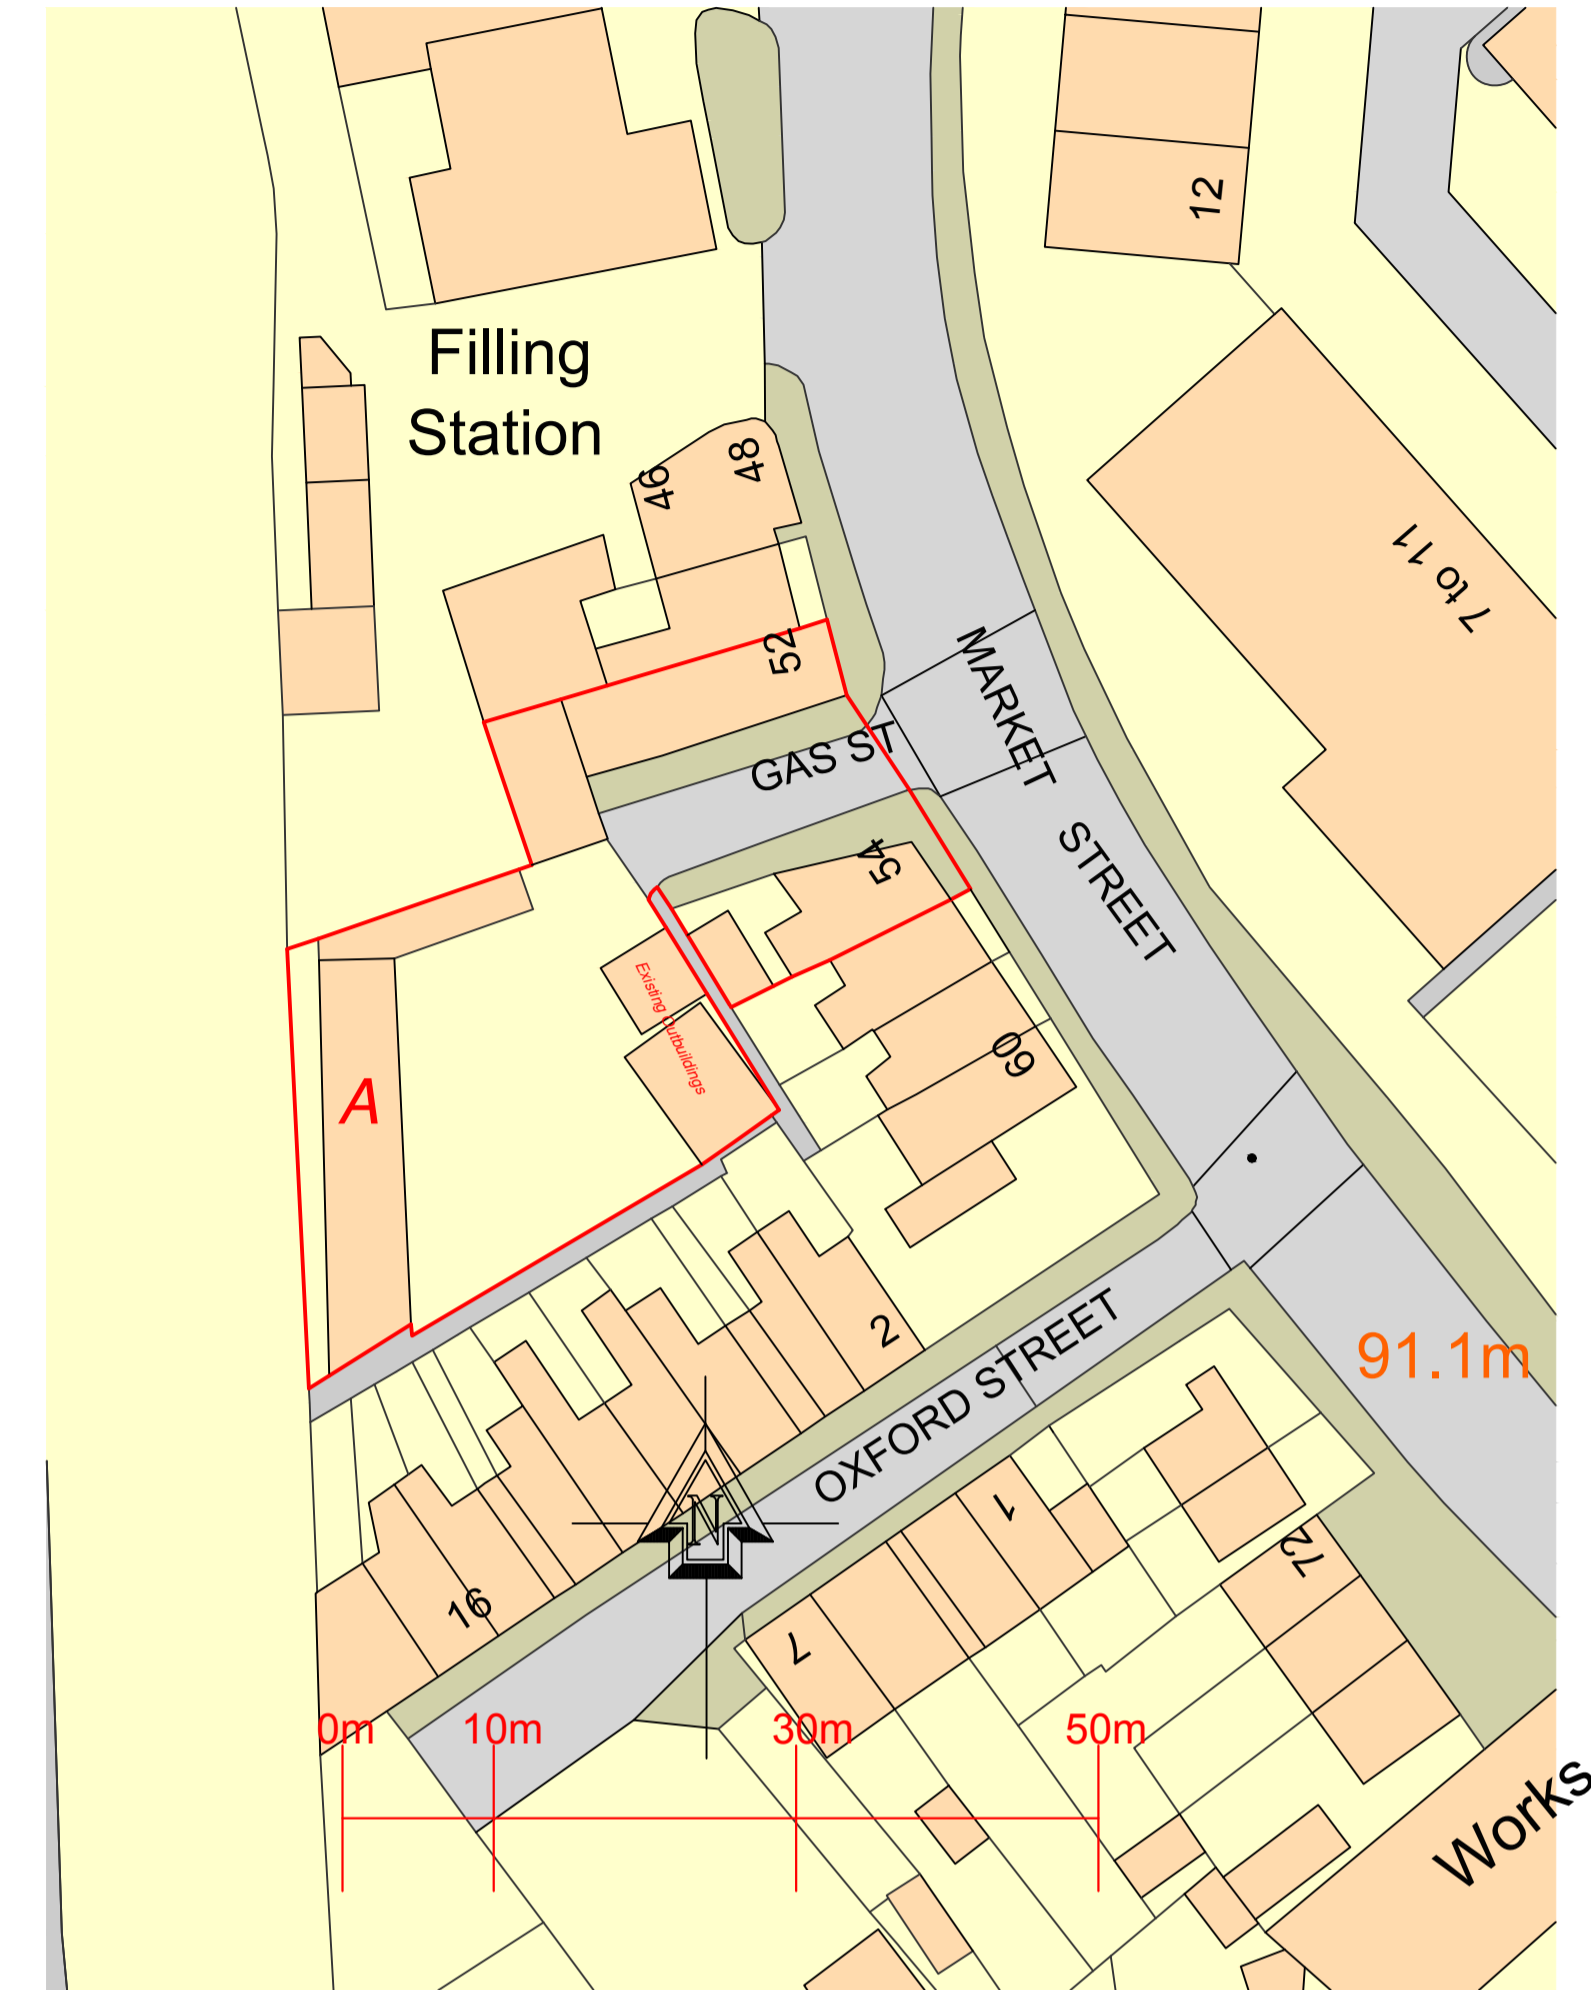 12
Filling
Station
48
46
7 to 11
52
MARKET STREET
GAS ST
54
Existing Outbuildings
60
A
2
OXFORD STREET
91.1m
N
1
72
16
7
0m 10m 30m 50m
Works